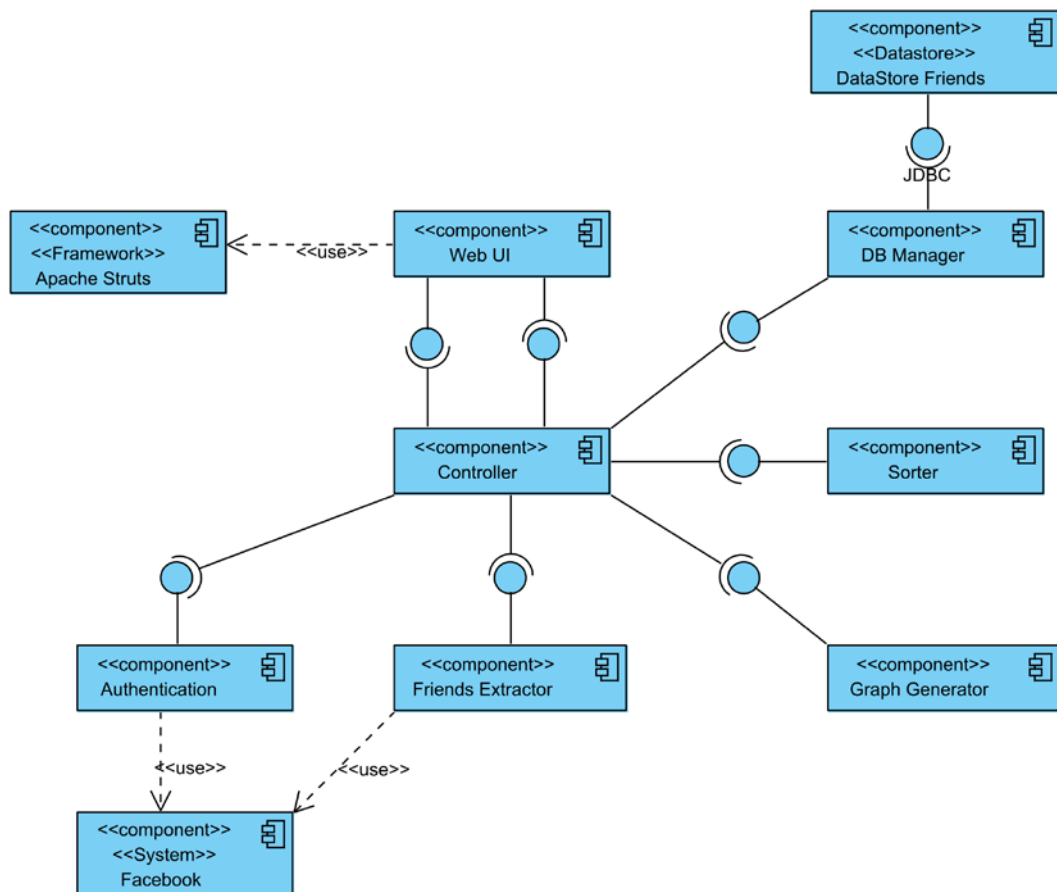 <<component>>
<<Datastore>>
DataStore Friends
JDBC
<<component>>
<<Framework>>
Apache Struts
<<use>>
<<component>>
Web UI
<<component>>
DB Manager
<<component>>
Controller
<<component>>
Sorter
<<component>>
Authentication
<<component>>
Friends Extractor
<<component>>
Graph Generator
<<use>>
<<use>>
<<component>>
<<System>>
Facebook